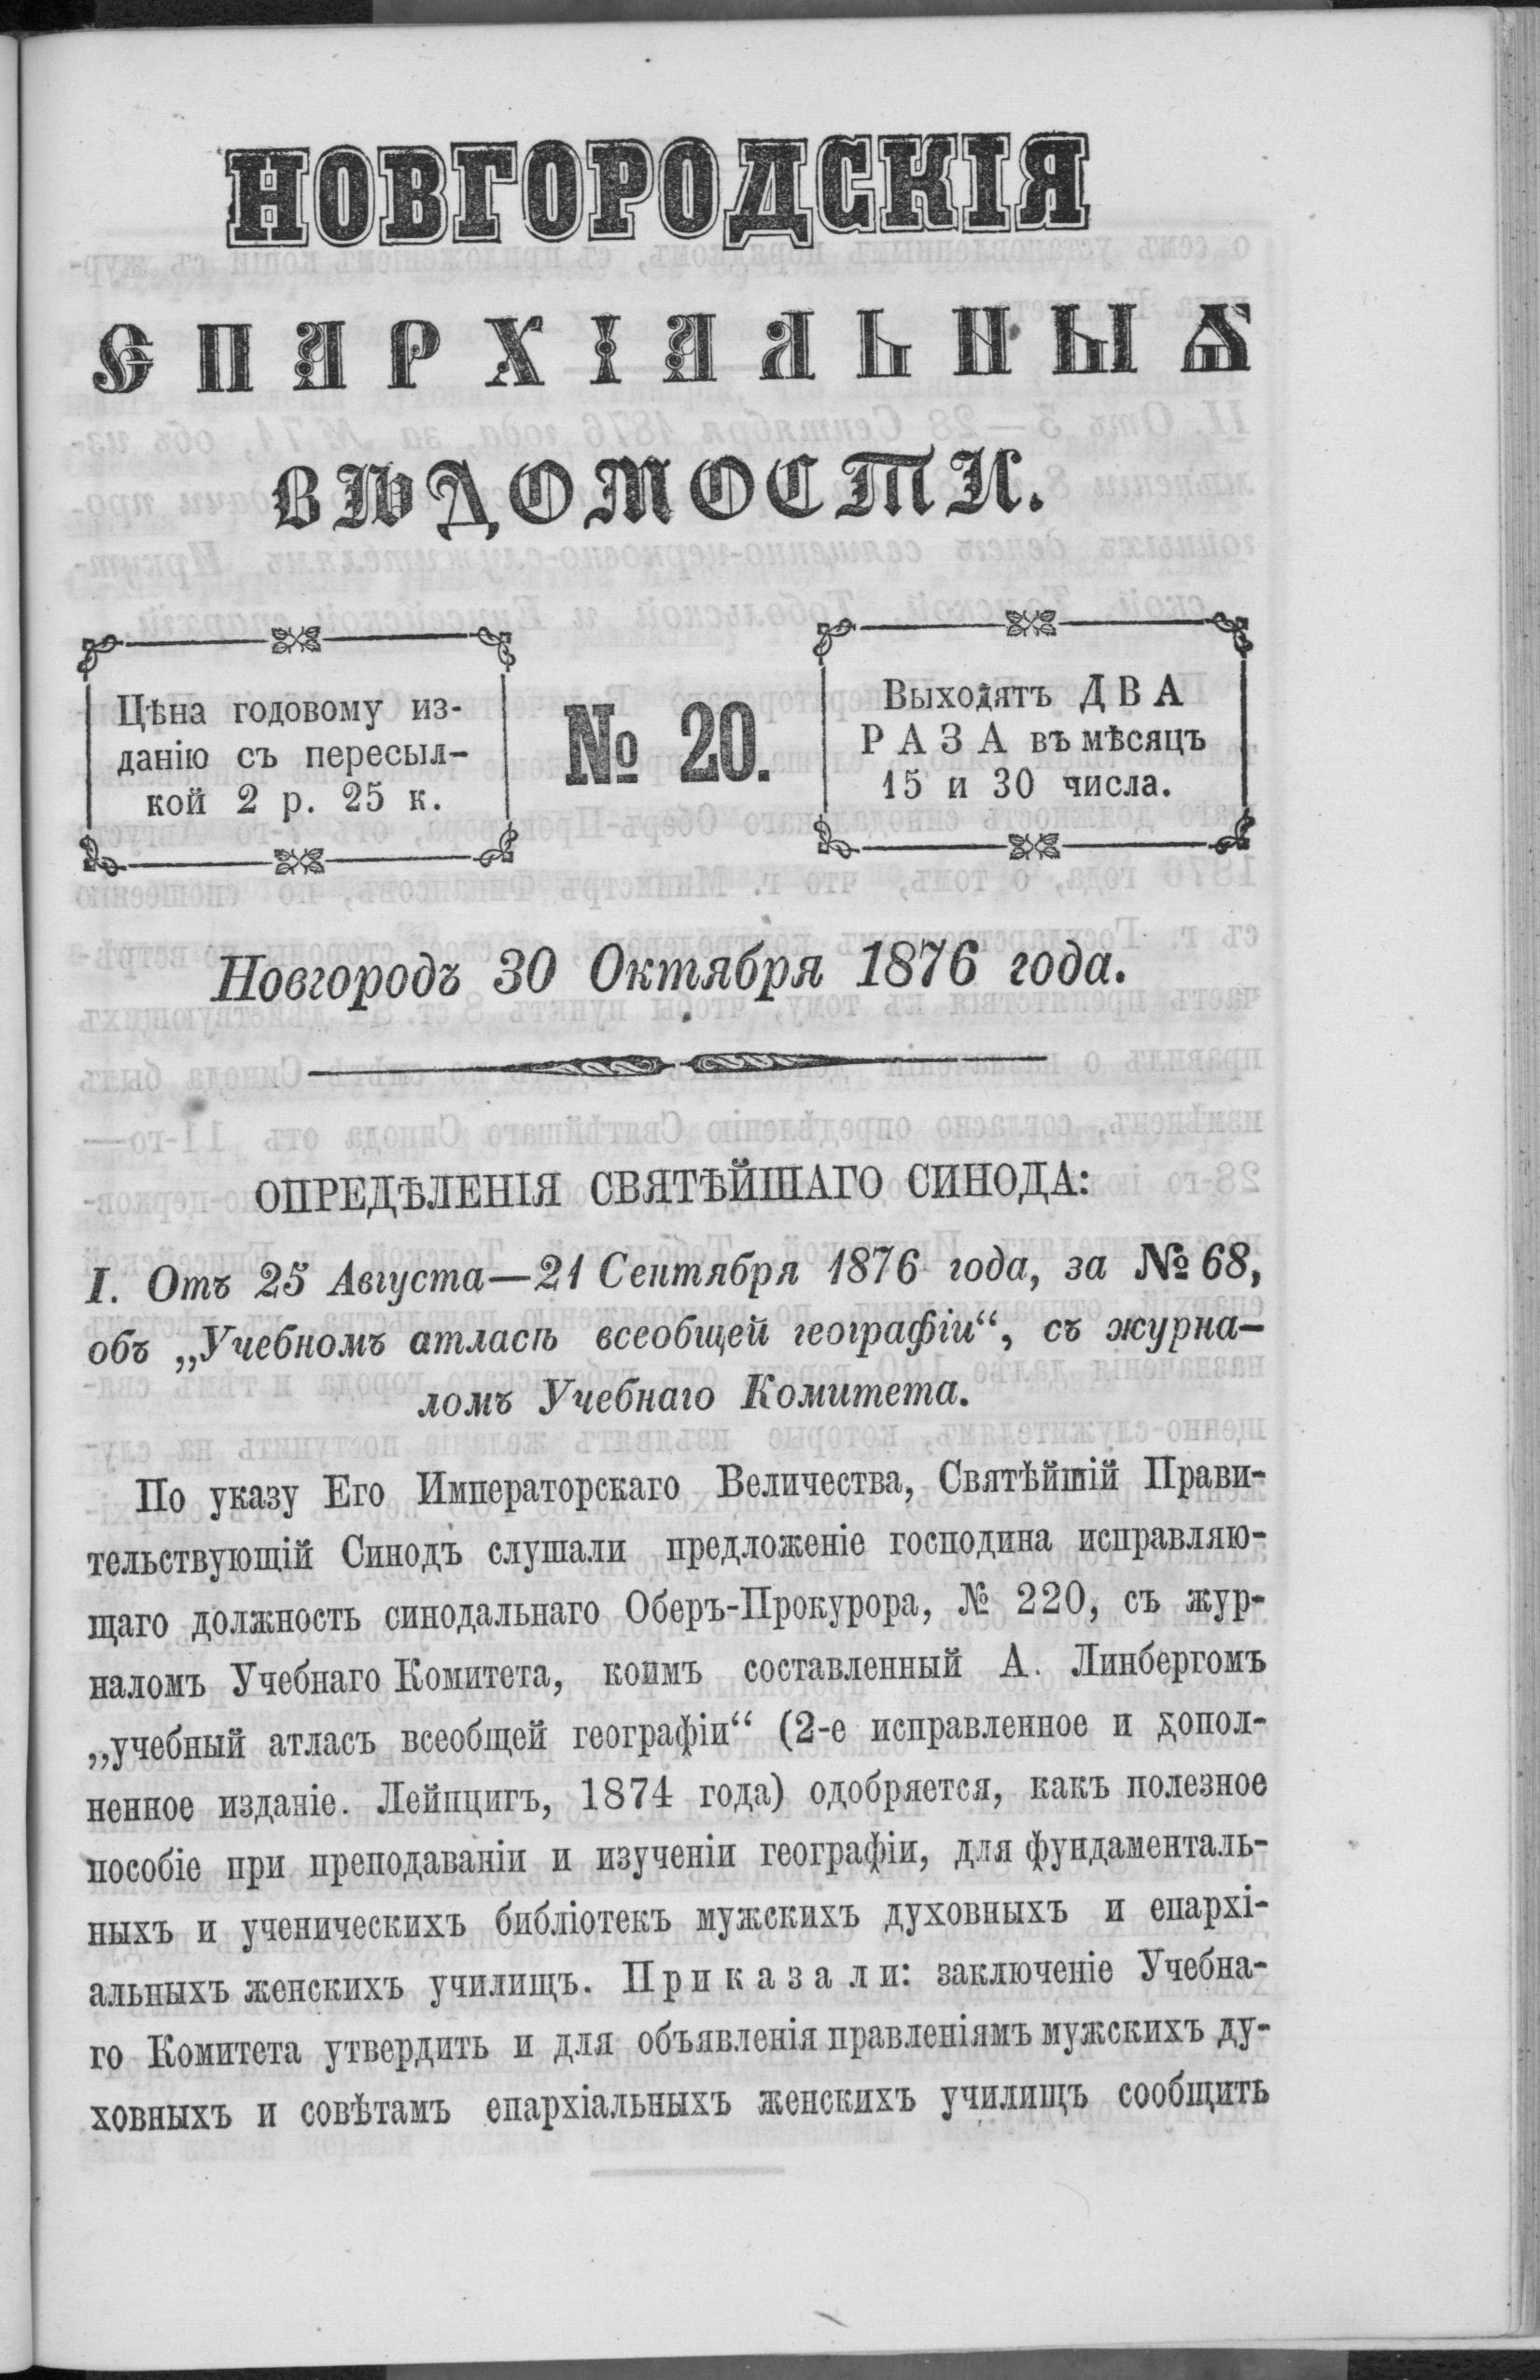 НОВГОРОДСКІЯ
ЕПАРХІАЛЬНЫѦ
ВѢДОМОСТИ.
Цѣна годовому из-
данію съ пересыл-
кой 2 р. 25 к.
№ 20.
Выходятъ ДВА
РАЗА въ мѣсяцъ
15 и 30 числа.
Новгородъ 30 Октября 1876 года.
ОПРЕДѢЛЕНІЯ СВЯТѢЙШАГО СИНОДА:
I. Отъ 25 Августа—21 Сентября 1876 года, за № 68,
объ „Учебномъ атласѣ всеобщей географіи“, съ журна-
ломъ Учебнаго Комитета.
По указу Его Императорскаго Величества, Святѣйшій Прави-
тельствующій Синодъ слушали предложеніе господина исправляю-
щаго должность синодальнаго Оберъ-Прокурора, № 220, съ жур-
наломъ Учебнаго Комитета, коимъ составленный А. Линбергомъ
„учебный атласъ всеобщей географіи“ (2-е исправленное и допол-
ненное изданіе. Лейпцигъ, 1874 года) одобряется, какъ полезное
пособіе при преподаваніи и изученіи географіи, для фундаменталь-
ныхъ и ученическихъ библіотекъ мужскихъ духовныхъ и епархі-
альныхъ женскихъ училищъ. Приказали: заключеніе Учебна-
го Комитета утвердить и для объявленія правленіямъ мужскихъ ду-
ховныхъ и совѣтамъ епархіальныхъ женскихъ училищъ сообщить